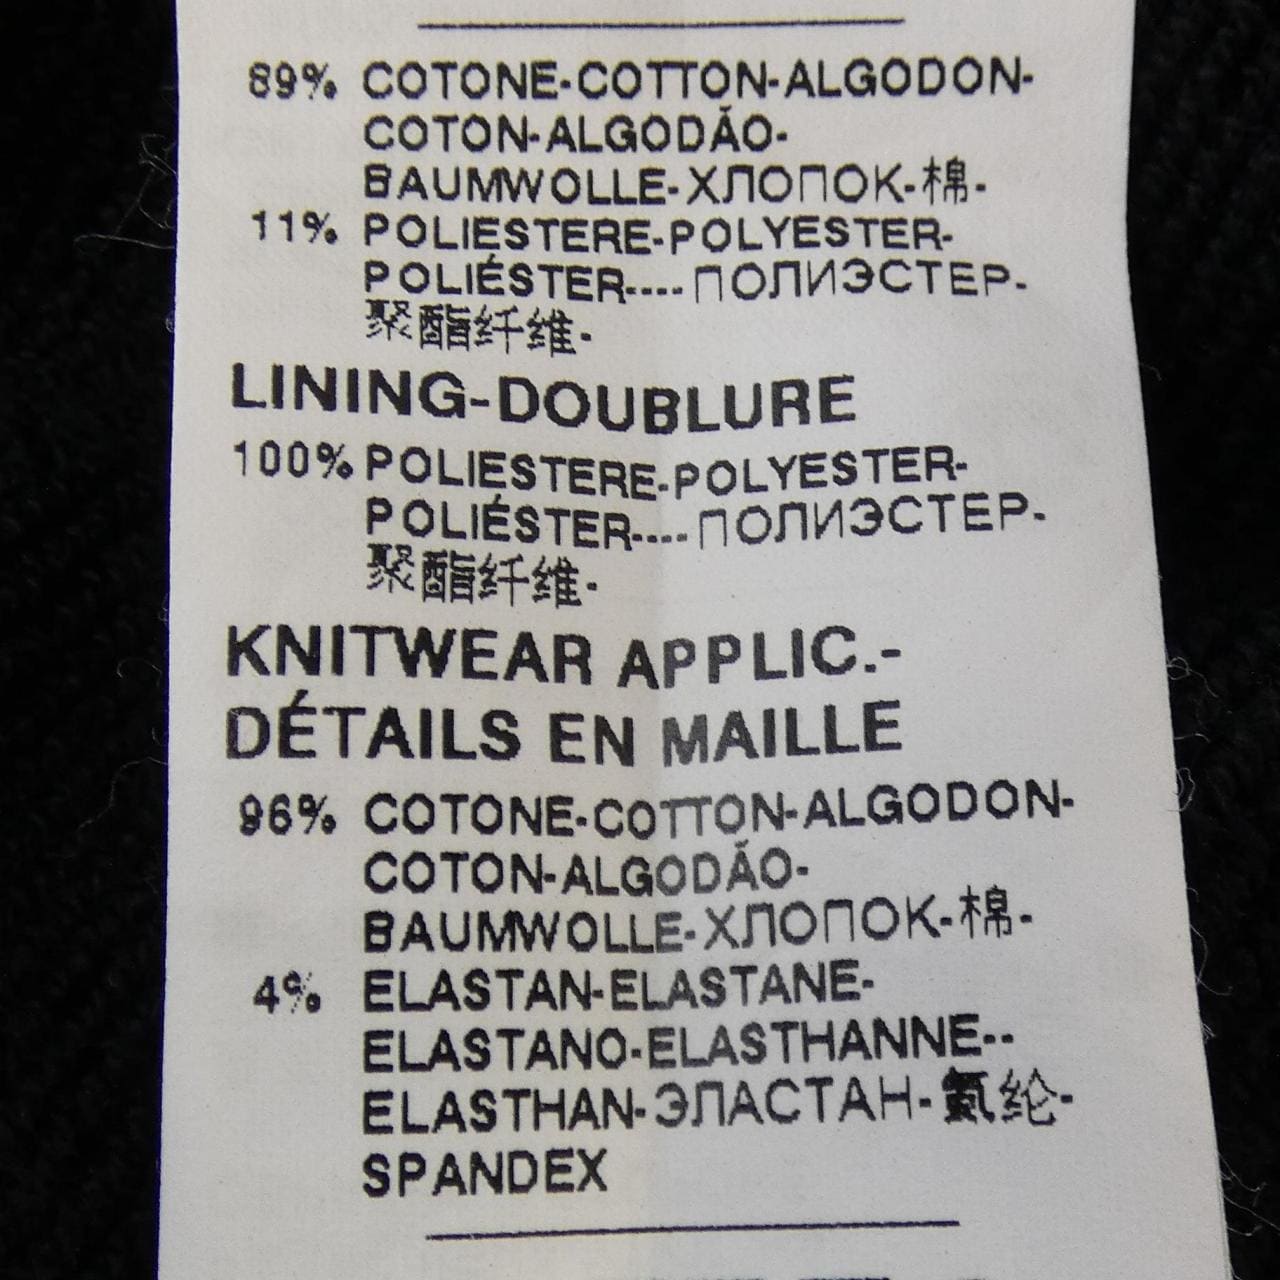 89% COTONE-COTTON-ALGODON-
COTON-ALGODÃO-
BAUMWOLLE-ХЛОПОК-棉-
11% POLIESTERE-POLYESTER-
POLIÉSTER----ПОЛИЭСТЕР-
聚酯纤维-
LINING-DOUBLURE
100% POLIESTERE-POLYESTER-
POLIÉSTER----ПОЛИЭСТЕР-
聚酯纤维-
KNITWEAR APPLIC.-
DÉTAILS EN MAILLE
96% COTONE-COTTON-ALGODON-
COTON-ALGODÃO-
BAUMWOLLE-ХЛОПОК-棉-
4% ELASTAN-ELASTANE-
ELASTANO-ELASTHANNE--
ELASTHAN-ЭЛАСТАН-氨纶-
SPANDEX